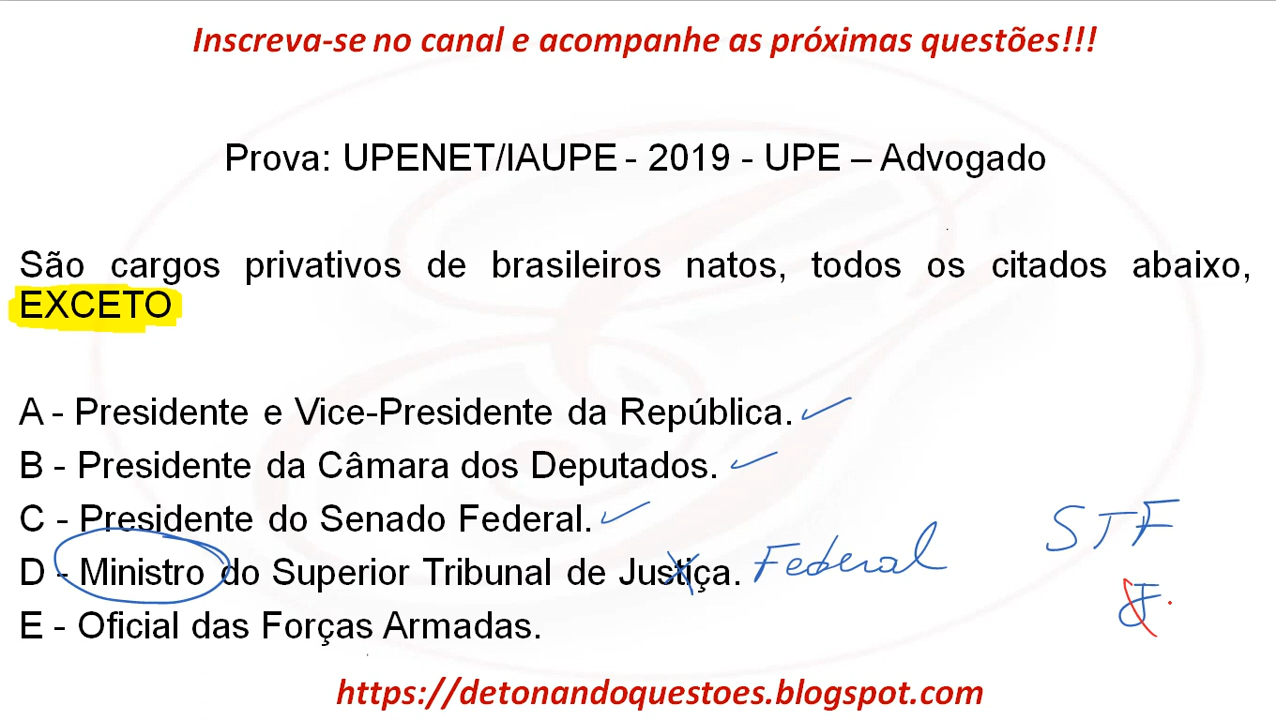 Inscreva-se no canal e acompanhe as próximas questões!!!
Prova: UPENET/IAUPE - 2019 - UPE – Advogado
São cargos privativos de brasileiros natos, todos os citados abaixo,
EXCETO
A - Presidente e Vice-Presidente da República.
B - Presidente da Câmara dos Deputados.
C - Presidente do Senado Federal.
D - Ministro do Superior Tribunal de Justiça. Federal
STF
E - Oficial das Forças Armadas.
https://detonandoquestoes.blogspot.com